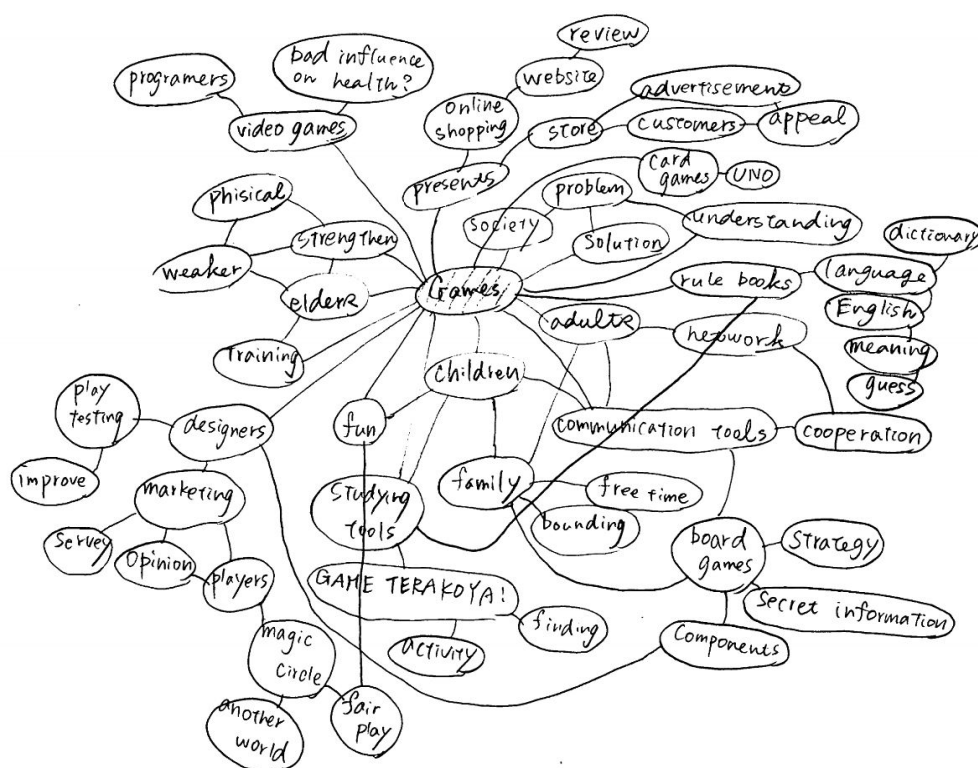 review
bad influence
on health?
programers
website
advertisement
online
shopping
video games
store
customers
appeal
presents
card
games
UNO
phisical
problem
society
understanding
strengthen
solution
dictionary
weaker
Games
rule books
language
elders
English
adults
network
training
meaning
children
guess
play
testing
designers
fun
communication tools
cooperation
improve
marketing
studying
tools
family
free time
bounding
board
games
strategy
servey
opinion
players
GAME TERAKOYA!
secret information
finding
components
magic
circle
activity
another
world
fair
play